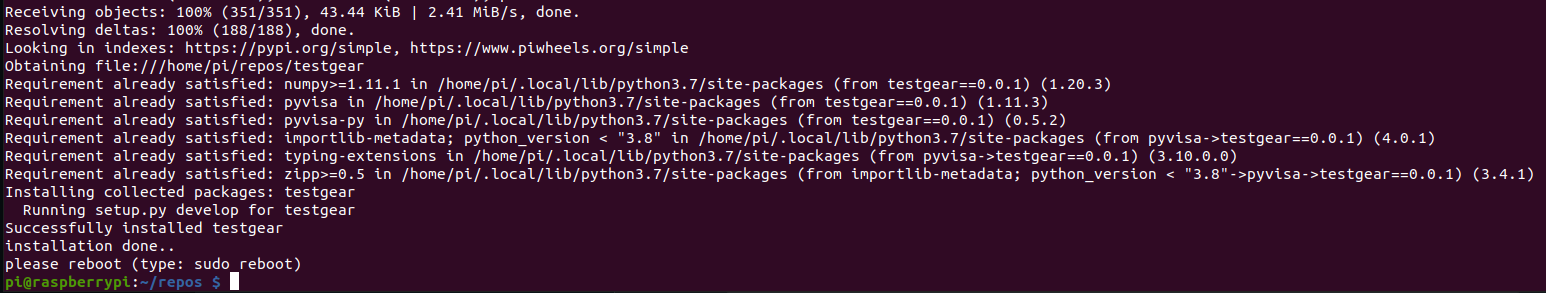 Receiving objects: 100% (351/351), 43.44 KiB | 2.41 MiB/s, done.
Resolving deltas: 100% (188/188), done.
Looking in indexes: https://pypi.org/simple, https://www.piwheels.org/simple
Obtaining file:///home/pi/repos/testgear
Requirement already satisfied: numpy>=1.11.1 in /home/pi/.local/lib/python3.7/site-packages (from testgear==0.0.1) (1.20.3)
Requirement already satisfied: pyvisa in /home/pi/.local/lib/python3.7/site-packages (from testgear==0.0.1) (1.11.3)
Requirement already satisfied: pyvisa-py in /home/pi/.local/lib/python3.7/site-packages (from testgear==0.0.1) (0.5.2)
Requirement already satisfied: importlib-metadata; python_version < "3.8" in /home/pi/.local/lib/python3.7/site-packages (from pyvisa->testgear==0.0.1) (4.0.1)
Requirement already satisfied: typing-extensions in /home/pi/.local/lib/python3.7/site-packages (from pyvisa->testgear==0.0.1) (3.10.0.0)
Requirement already satisfied: zipp>=0.5 in /home/pi/.local/lib/python3.7/site-packages (from importlib-metadata; python_version < "3.8"->pyvisa->testgear==0.0.1) (3.4.1)
Installing collected packages: testgear
  Running setup.py develop for testgear
Successfully installed testgear
installation done..
please reboot (type: sudo reboot)
pi@raspberrypi:~/repos $